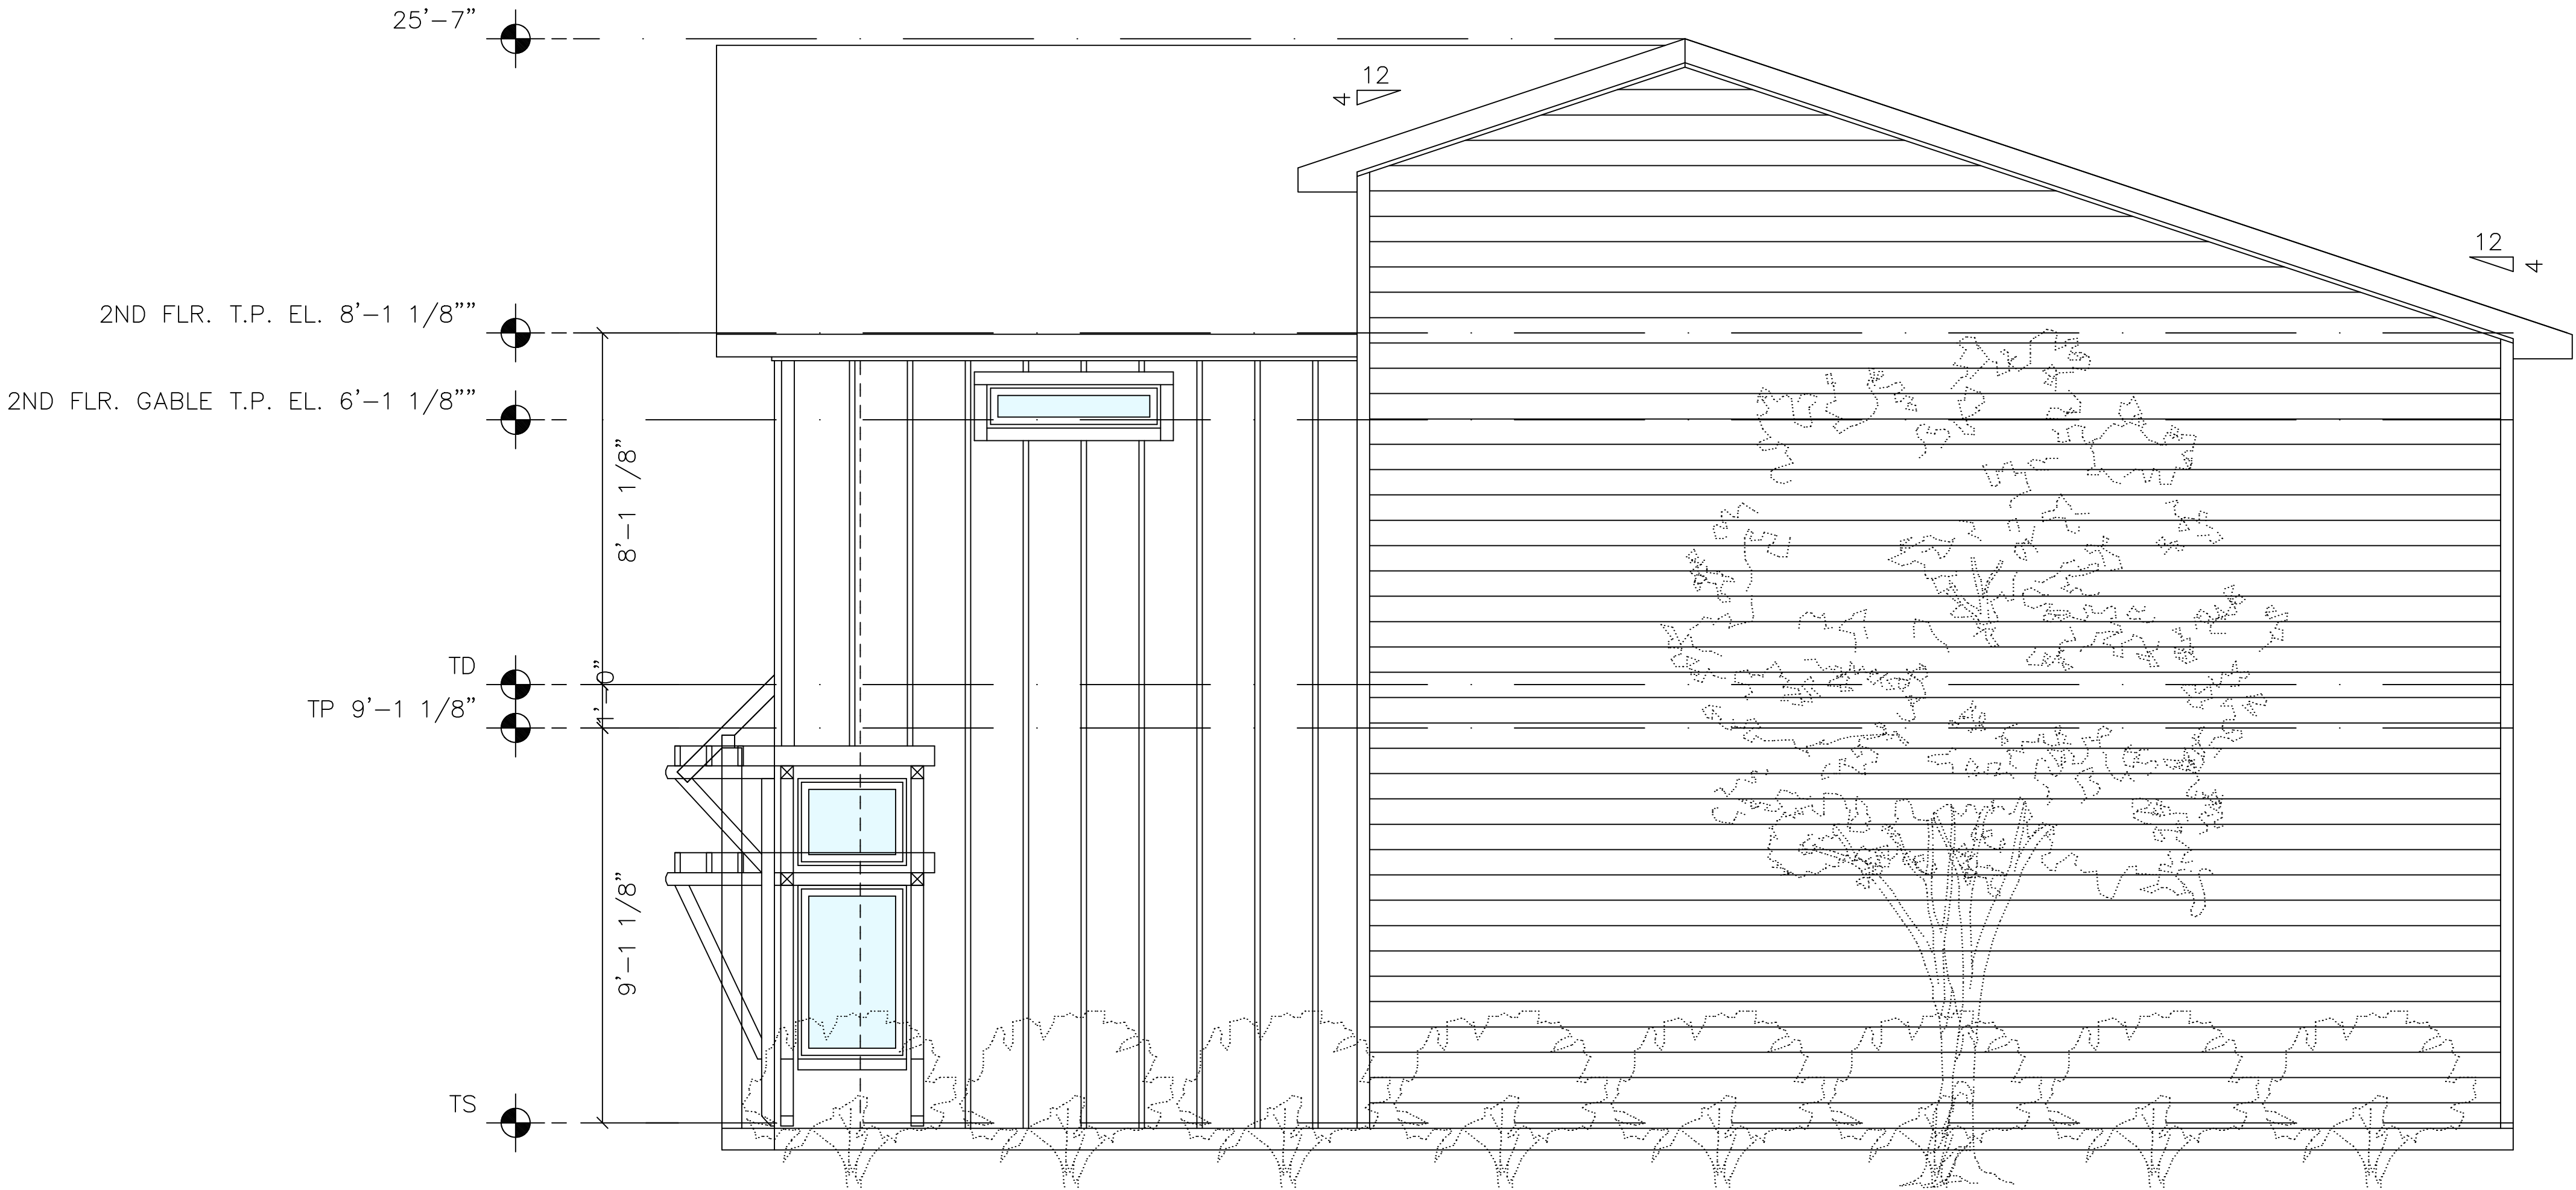 25'-7"
12
4
12
4
2ND FLR. T.P. EL. 8'-1 1/8""
2ND FLR. GABLE T.P. EL. 6'-1 1/8""
8'-1 1/8"
TD
1'-0"
TP 9'-1 1/8"
9'-1 1/8"
TS